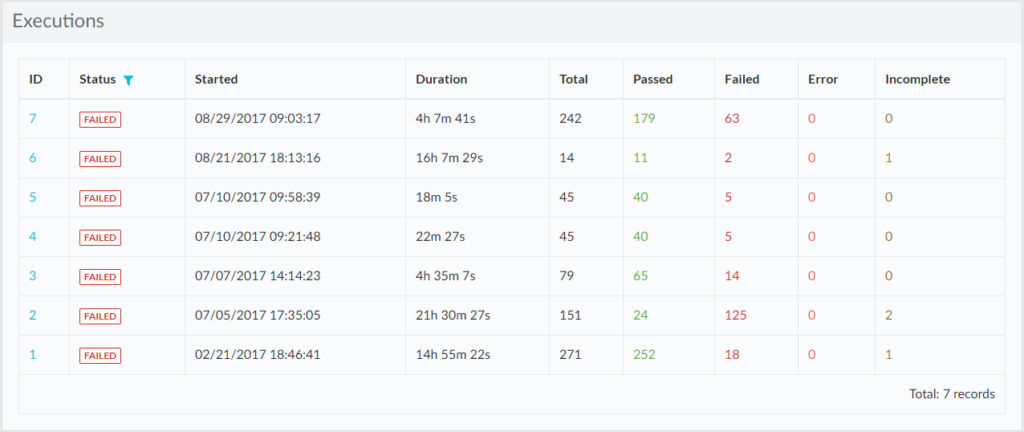 Executions
ID Status Started Duration Total Passed Failed Error Incomplete
7 FAILED 08/29/2017 09:03:17 4h 7m 41s 242 179 63 0 0
6 FAILED 08/21/2017 18:13:16 16h 7m 29s 14 11 2 0 1
5 FAILED 07/10/2017 09:58:39 18m 5s 45 40 5 0 0
4 FAILED 07/10/2017 09:21:48 22m 27s 45 40 5 0 0
3 FAILED 07/07/2017 14:14:23 4h 35m 7s 79 65 14 0 0
2 FAILED 07/05/2017 17:35:05 21h 30m 27s 151 24 125 0 2
1 FAILED 02/21/2017 18:46:41 14h 55m 22s 271 252 18 0 1
Total: 7 records